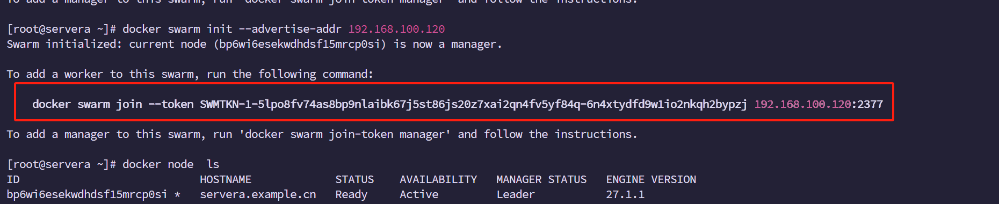 To add a manager to this swarm, run 'docker swarm join-token manager' and follow the instructions.
[root@servera ~]# docker swarm init --advertise-addr 192.168.100.120
Swarm initialized: current node (bp6wi6esekwdhdsf15mrcp0si) is now a manager.
To add a worker to this swarm, run the following command:
docker swarm join --token SWMTKN-1-5lpo8fv74as8bp9nlaibk67j5st86js20z7xai2qn4fv5yf84q-6n4xtydfd9w1io2nkqh2bypzj 192.168.100.120:2377
To add a manager to this swarm, run 'docker swarm join-token manager' and follow the instructions.
[root@servera ~]# docker node  ls
ID HOSTNAME STATUS AVAILABILITY MANAGER STATUS ENGINE VERSION
bp6wi6esekwdhdsf15mrcp0si * servera.example.cn Ready Active Leader 27.1.1